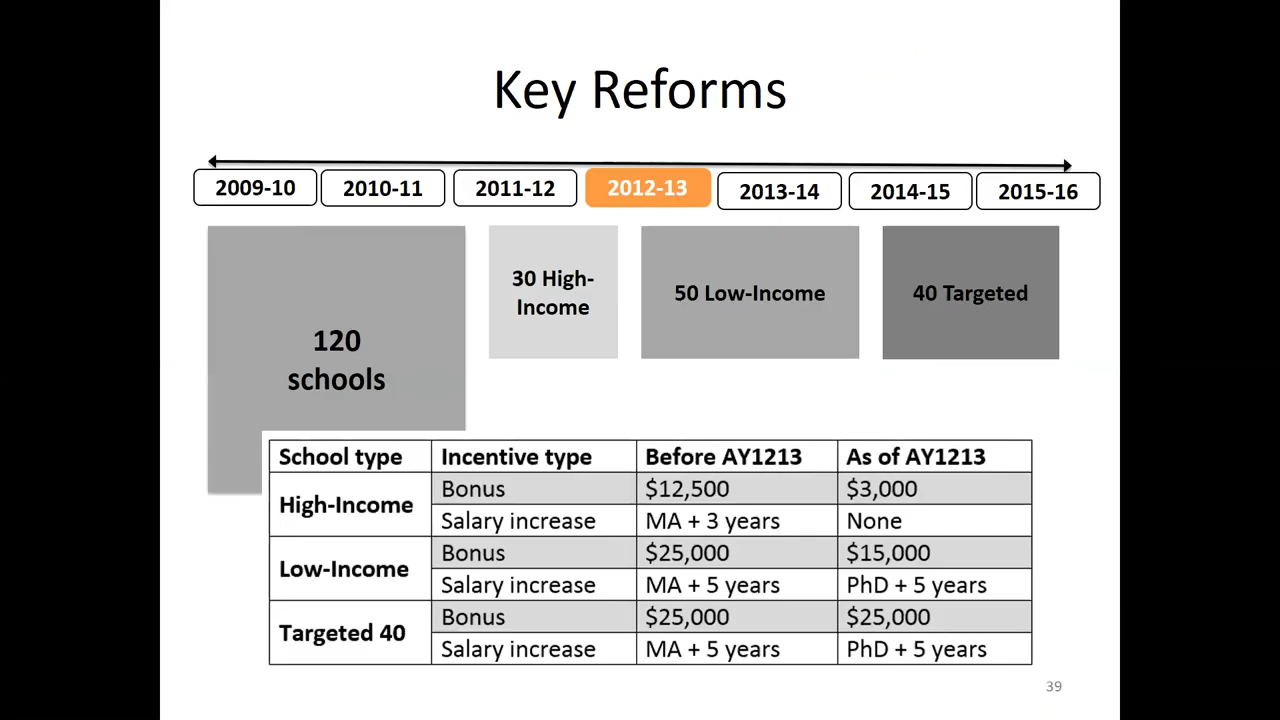 Key Reforms
2009-10 2010-11 2011-12 2012-13 2013-14 2014-15 2015-16
120
schools
30 High-
Income
50 Low-Income
40 Targeted
School type Incentive type Before AY1213 As of AY1213
High-Income
Bonus $12,500 $3,000
Salary increase MA + 3 years None
Low-Income
Bonus $25,000 $15,000
Salary increase MA + 5 years PhD + 5 years
Targeted 40
Bonus $25,000 $25,000
Salary increase MA + 5 years PhD + 5 years
39